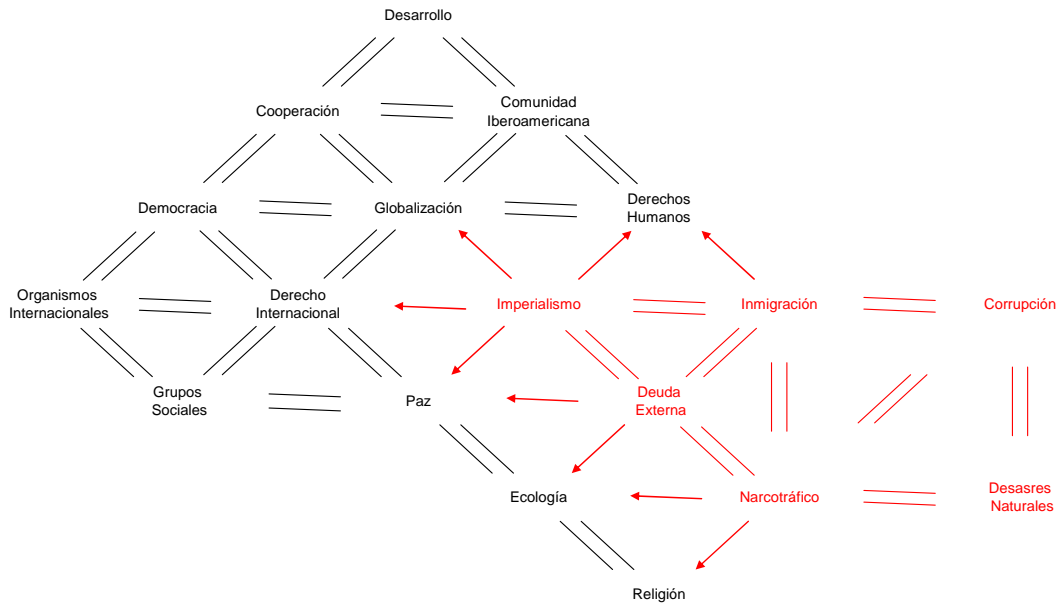 Desarrollo
Cooperación
Comunidad
Iberoamericana
Democracia
Globalización
Derechos
Humanos
Organismos
Internacionales
Derecho
Internacional
Imperialismo
Inmigración
Corrupción
Grupos
Sociales
Paz
Deuda
Externa
Ecología
Narcotráfico
Desasres
Naturales
Religión